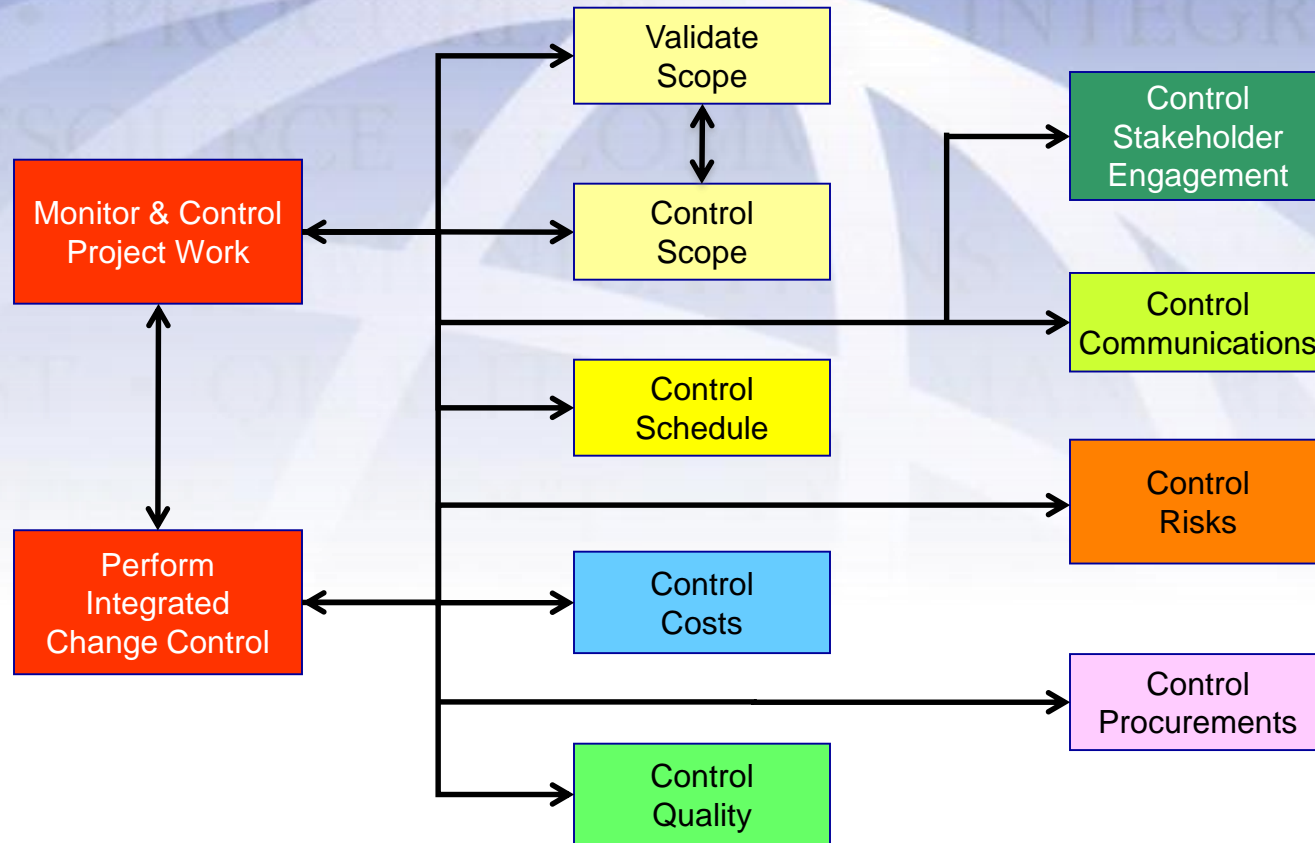 Validate
Scope
Control
Stakeholder
Engagement
Monitor & Control
Project Work
Control
Scope
Control
Communications
Control
Schedule
Control
Risks
Perform
Integrated
Change Control
Control
Costs
Control
Procurements
Control
Quality